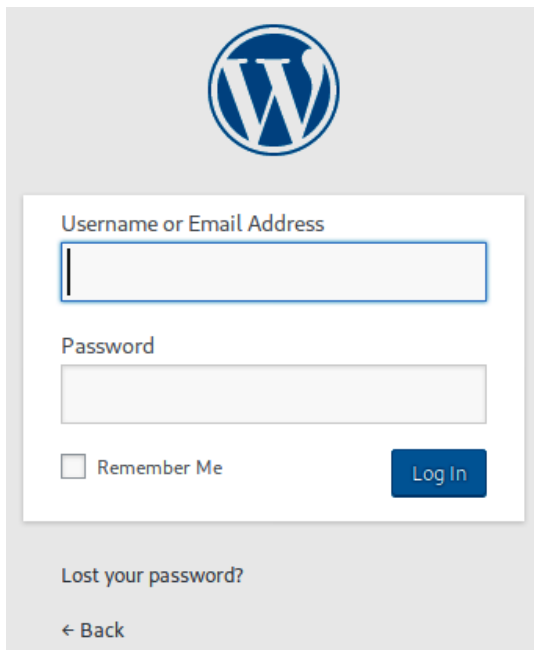 Username or Email Address
Password
Remember Me
Log In
Lost your password?
← Back